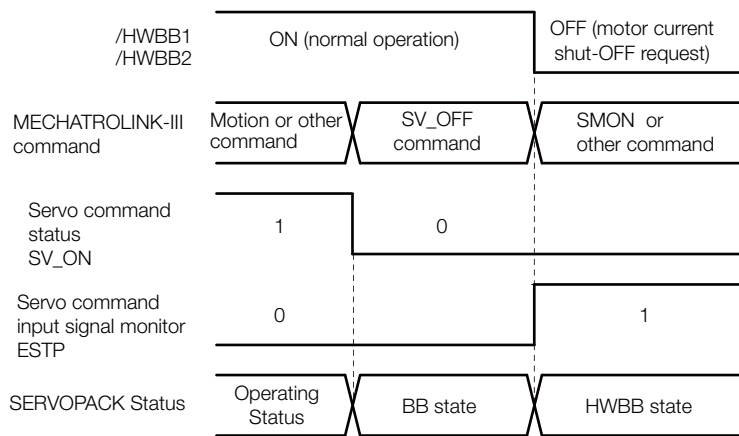 /HWBB1
/HWBB2
ON (normal operation)
OFF (motor current
shut-OFF request)
MECHATROLINK-III
command
Motion or other
command
SV_OFF
command
SMON or
other command
Servo command
status
SV_ON
1
0
Servo command
input signal monitor
ESTP
0
1
SERVOPACK Status
Operating
Status
BB state
HWBB state